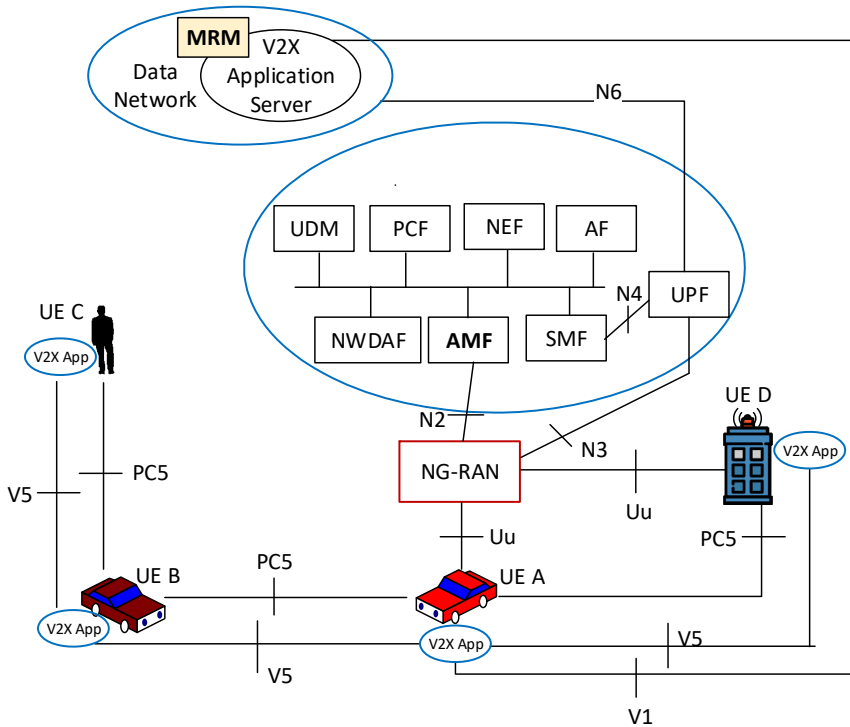 MRM
V2X
Application
Server
Data
Network
N6
UDM
PCF
NEF
AF
N4
UPF
NWDAF
AMF
SMF
UE C
V2X App
N2
UE D
N3
NG-RAN
V2X App
V5
PC5
Uu
Uu
PC5
UE B
PC5
UE A
V2X App
V2X App
V5
V5
V1